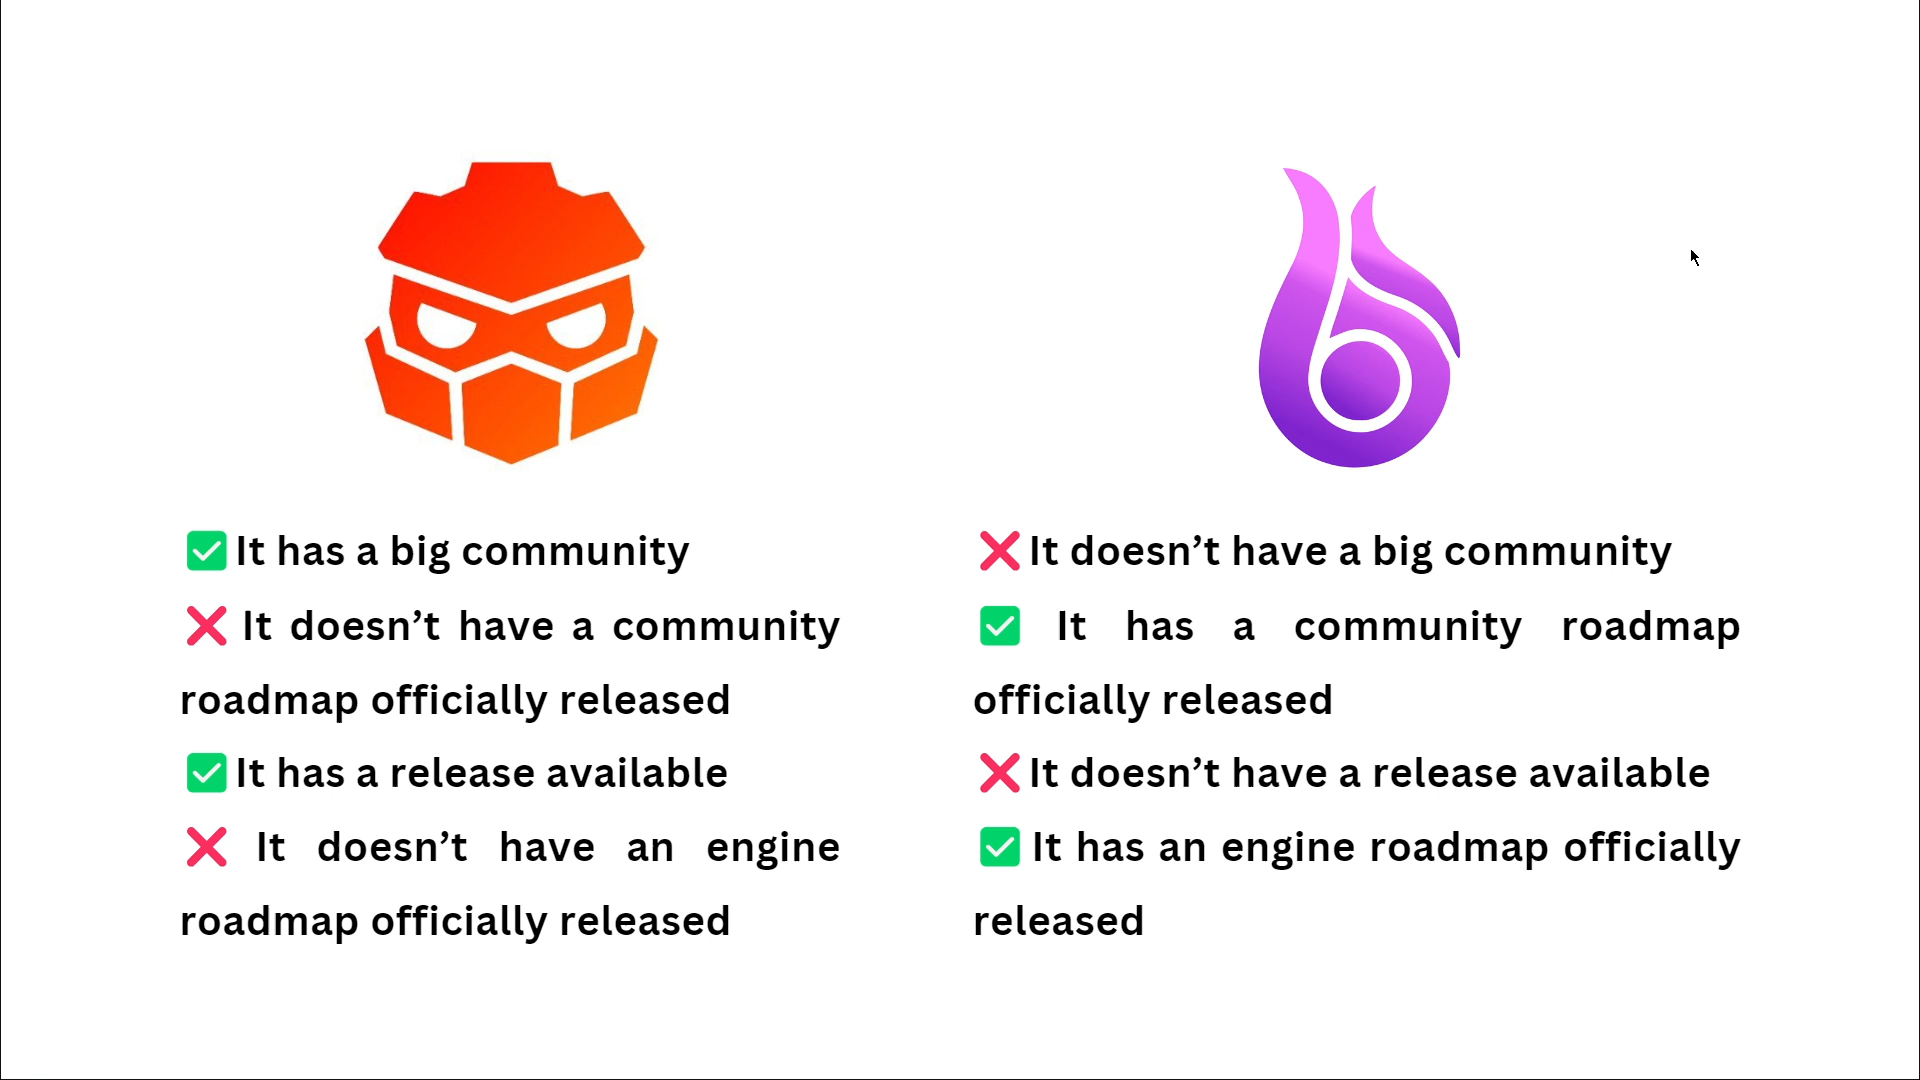 ✅It has a big community
❌ It doesn’t have a community
roadmap officially released
✅It has a release available
❌ It doesn’t have an engine
roadmap officially released
❌It doesn’t have a big community
✅ It has a community roadmap
officially released
❌It doesn’t have a release available
✅It has an engine roadmap officially
released